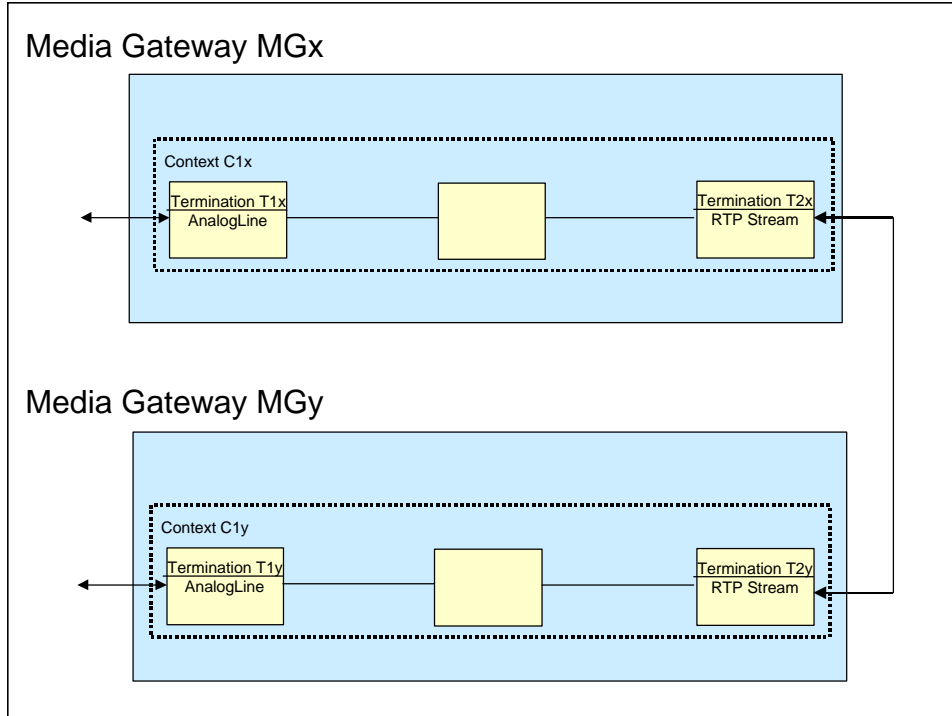 Media Gateway MGx
Context C1x
Termination T1x
AnalogLine
Termination T2x
RTP Stream
Media Gateway MGy
Context C1y
Termination T1y
AnalogLine
Termination T2y
RTP Stream